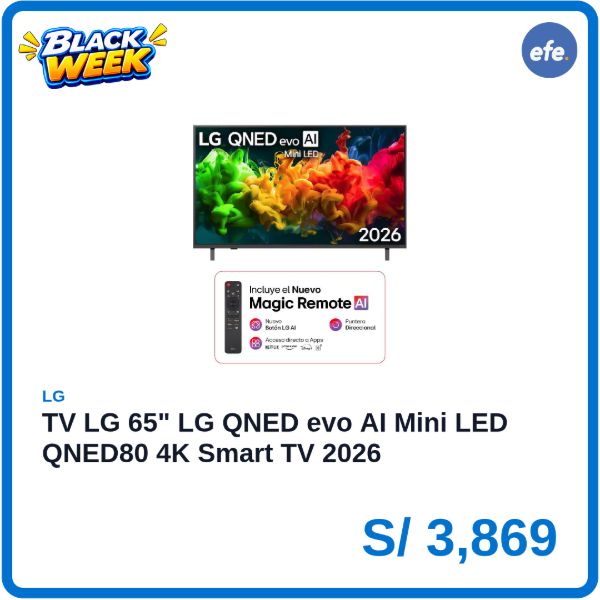 BLACK
WEEK
efe.
LG QNED evo AI
Mini LED
2026
Incluye el Nuevo
Magic Remote AI
Nuevo
Botón LG AI
Puntero
Direccional
Acceso directo a Apps
NETFLIX
LG
TV LG 65" LG QNED evo AI Mini LED
QNED80 4K Smart TV 2026
S/ 3,869